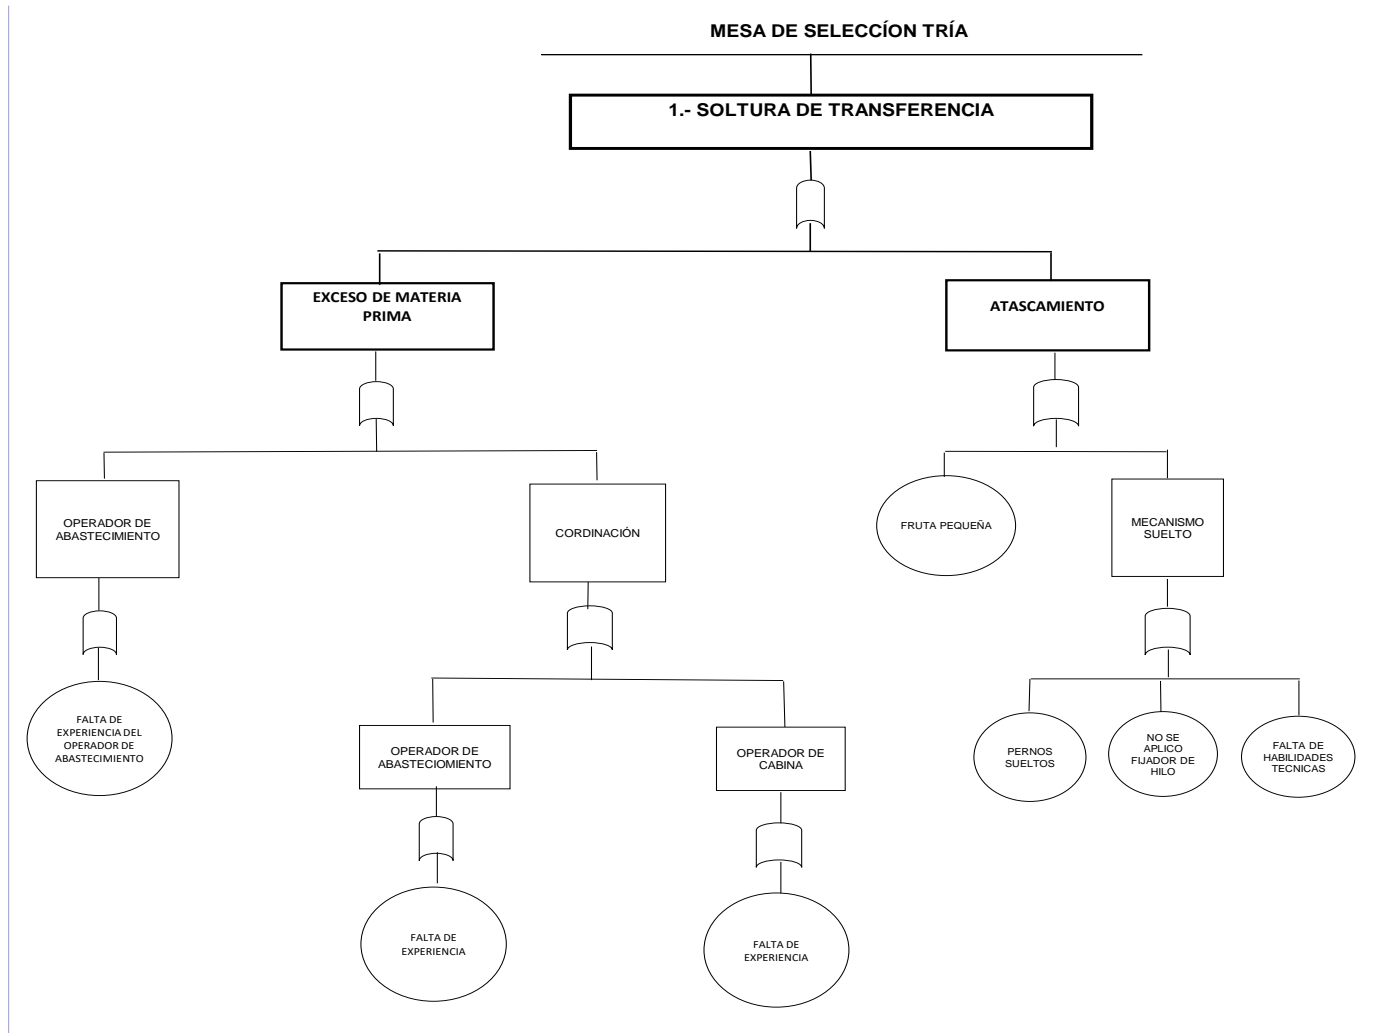 MESA DE SELECCÍON TRÍA
1.- SOLTURA DE TRANSFERENCIA
EXCESO DE MATERIA
PRIMA
ATASCAMIENTO
OPERADOR DE
ABASTECIMIENTO
CORDINACIÓN
FRUTA PEQUEÑA
MECANISMO
SUELTO
FALTA DE
EXPERIENCIA DEL
OPERADOR DE
ABASTECIMIENTO
OPERADOR DE
ABASTECIOMIENTO
OPERADOR DE
CABINA
PERNOS
SUELTOS
NO SE
APLICO
FIJADOR DE
HILO
FALTA DE
HABILIDADES
TECNICAS
FALTA DE
EXPERIENCIA
FALTA DE
EXPERIENCIA